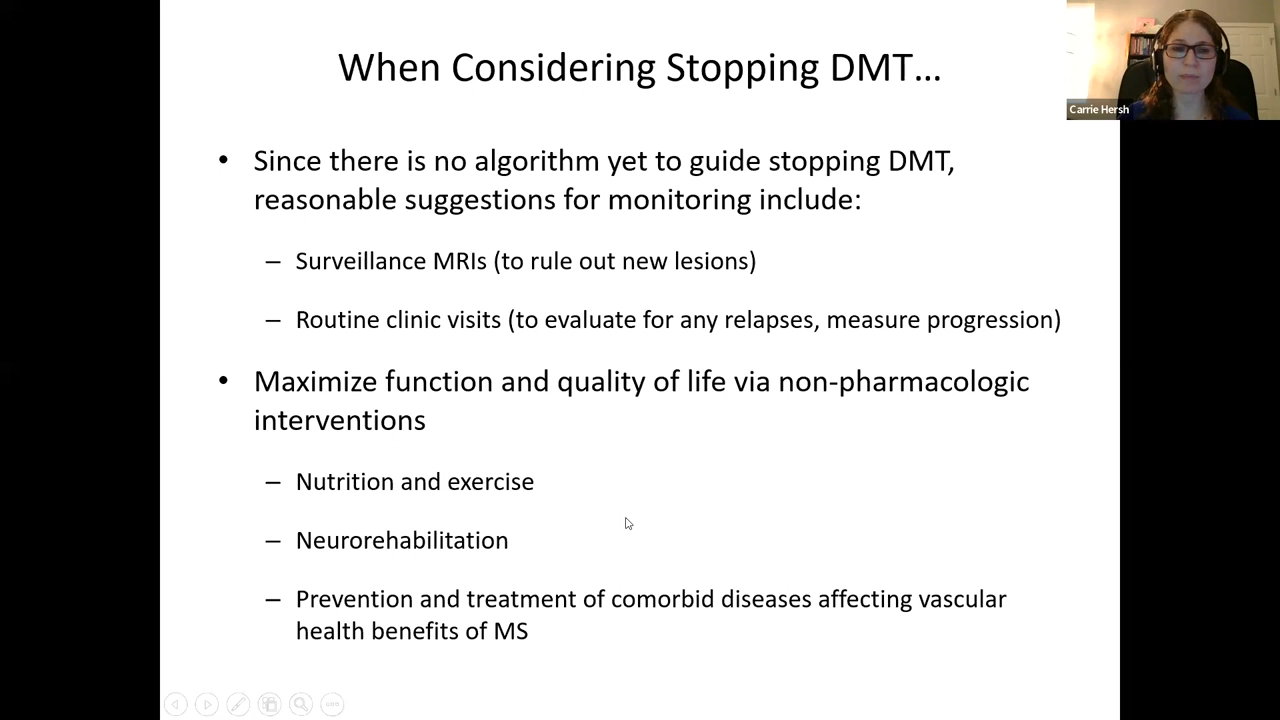 When Considering Stopping DMT...
Carrie Hersh
• Since there is no algorithm yet to guide stopping DMT,
reasonable suggestions for monitoring include:
– Surveillance MRIs (to rule out new lesions)
– Routine clinic visits (to evaluate for any relapses, measure progression)
• Maximize function and quality of life via non-pharmacologic
interventions
– Nutrition and exercise
– Neurorehabilitation
– Prevention and treatment of comorbid diseases affecting vascular
health benefits of MS